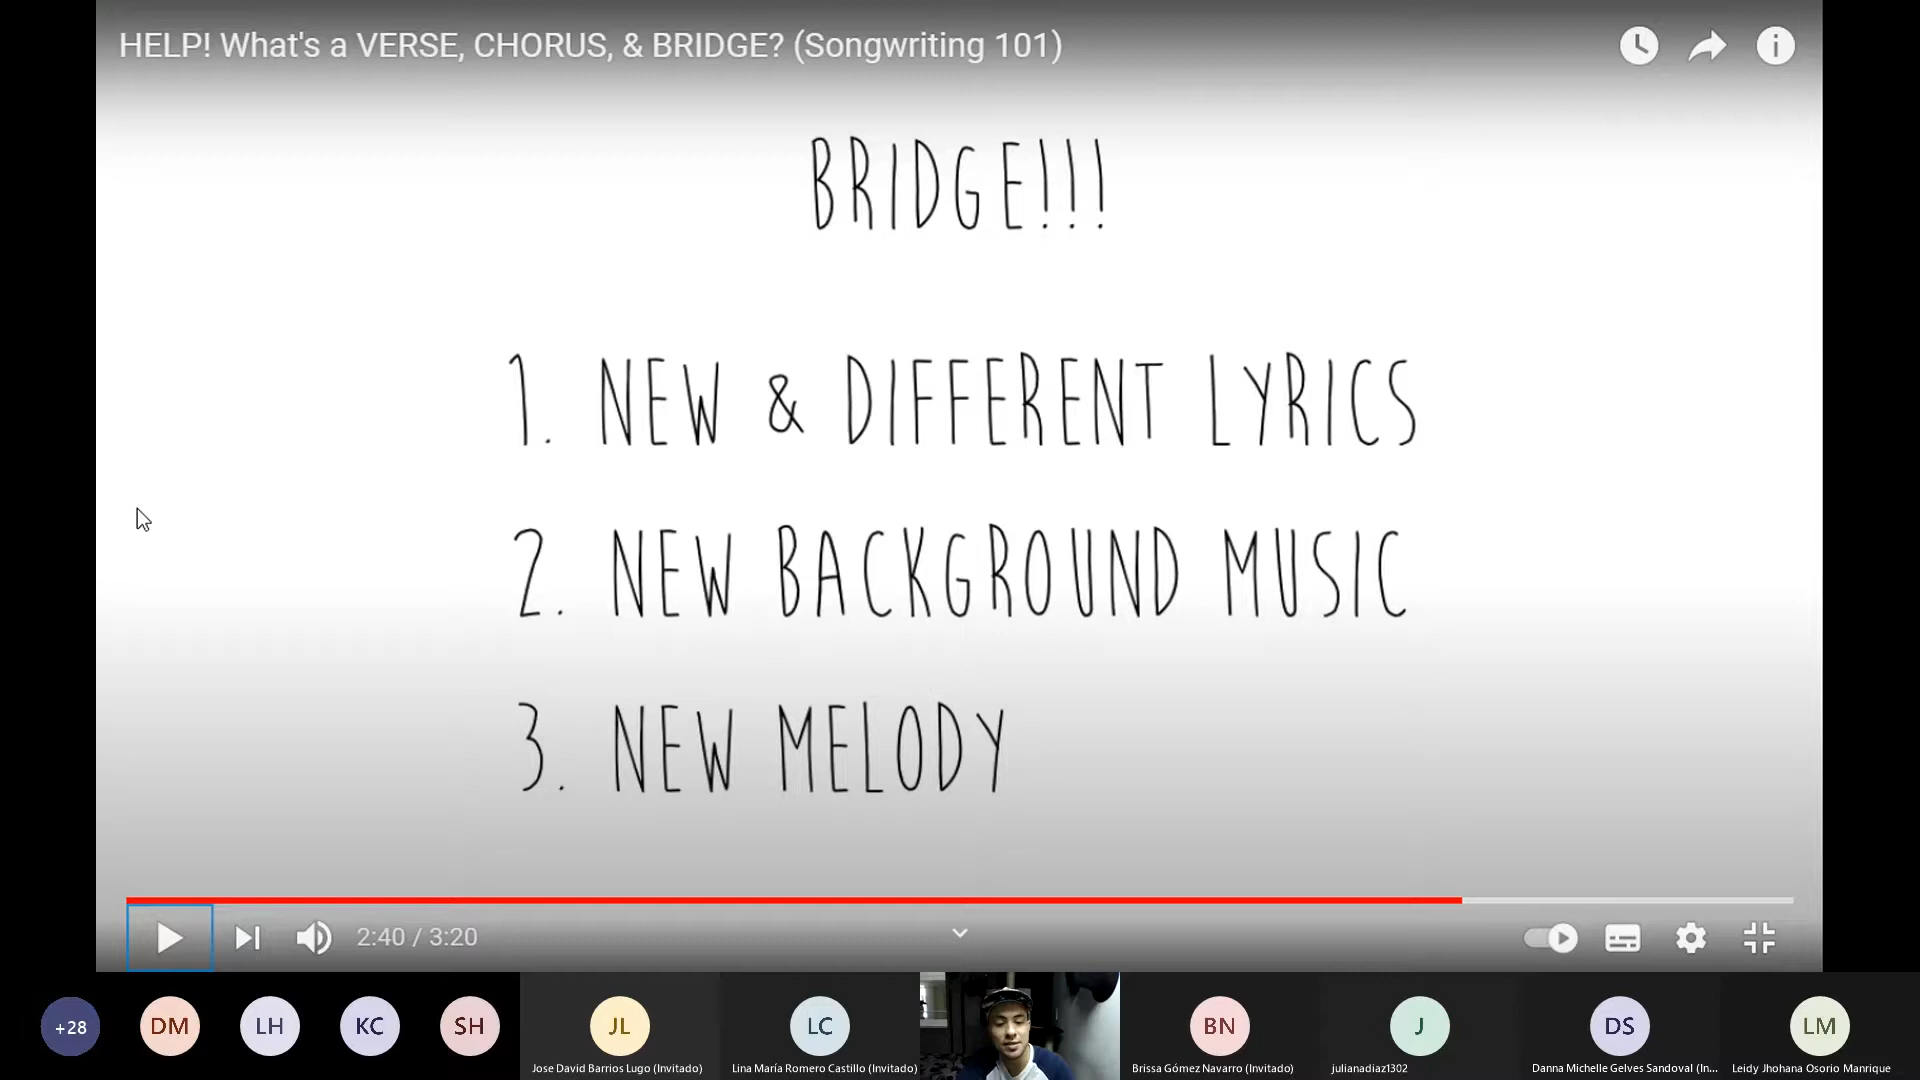 HELP! What's a VERSE, CHORUS, & BRIDGE? (Songwriting 101)
BRIDGE!!!
1. NEW & DIFFERENT LYRICS
2. NEW BACKGROUND MUSIC
3. NEW MELODY
2:40 / 3:20
+28
DM
LH
KC
SH
JL
LC
BN
J
DS
LM
Jose David Barrios Lugo (Invitado)
Lina María Romero Castillo (Invitado)
Brissa Gómez Navarro (Invitado)
julianadiaz1302
Danna Michelle Gelves Sandoval (In...
Leidy Jhohana Osorio Manrique